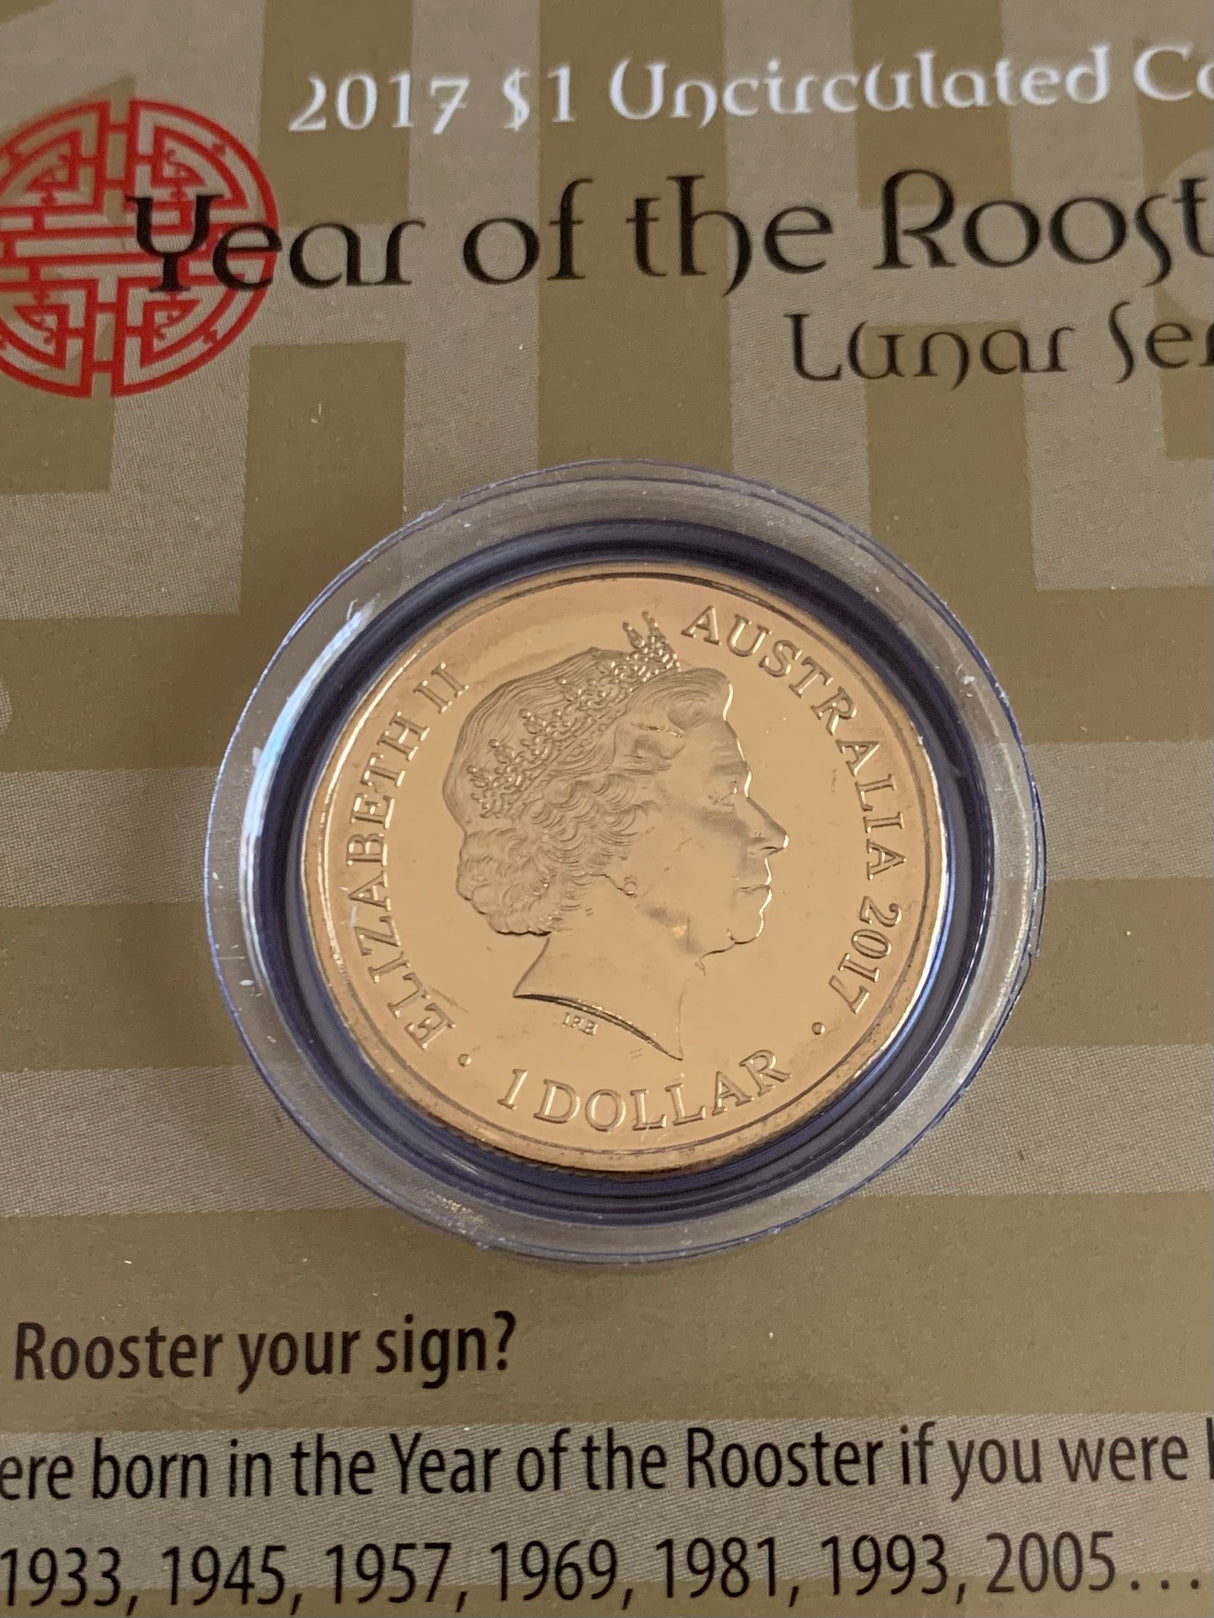 2017 $1 Uncirculated Co
Year of the Roost
Lunar Ser
ELIZABETH II
AUSTRALIA 2017
1 DOLLAR
IRB
Rooster your sign?
ere born in the Year of the Rooster if you were b
1933, 1945, 1957, 1969, 1981, 1993, 2005...